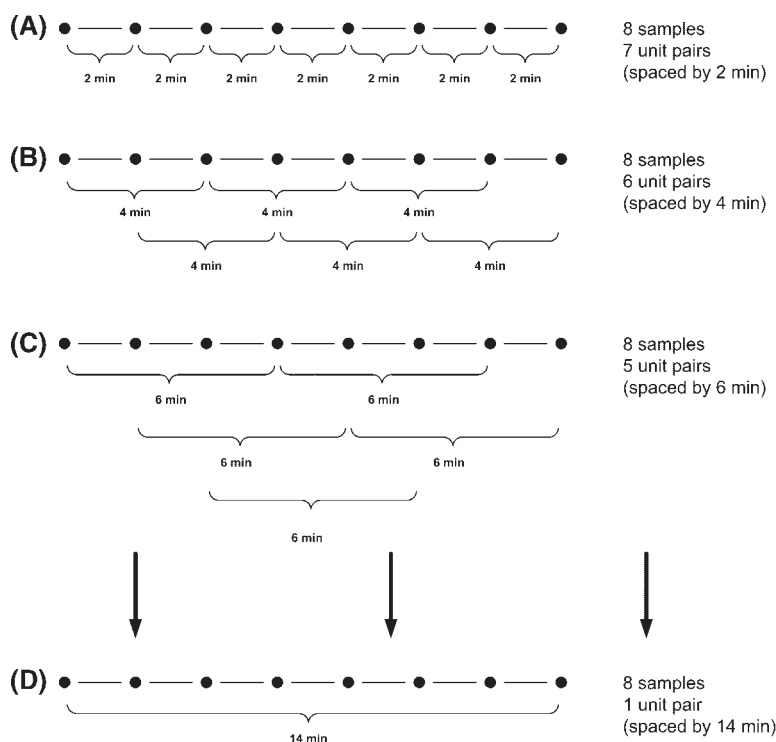 (A)
8 samples
7 unit pairs
(spaced by 2 min)
2 min 2 min 2 min 2 min 2 min 2 min 2 min
(B)
8 samples
6 unit pairs
(spaced by 4 min)
4 min 4 min 4 min
4 min 4 min 4 min
(C)
8 samples
5 unit pairs
(spaced by 6 min)
6 min 6 min
6 min 6 min
6 min
(D)
8 samples
1 unit pair
(spaced by 14 min)
14 min